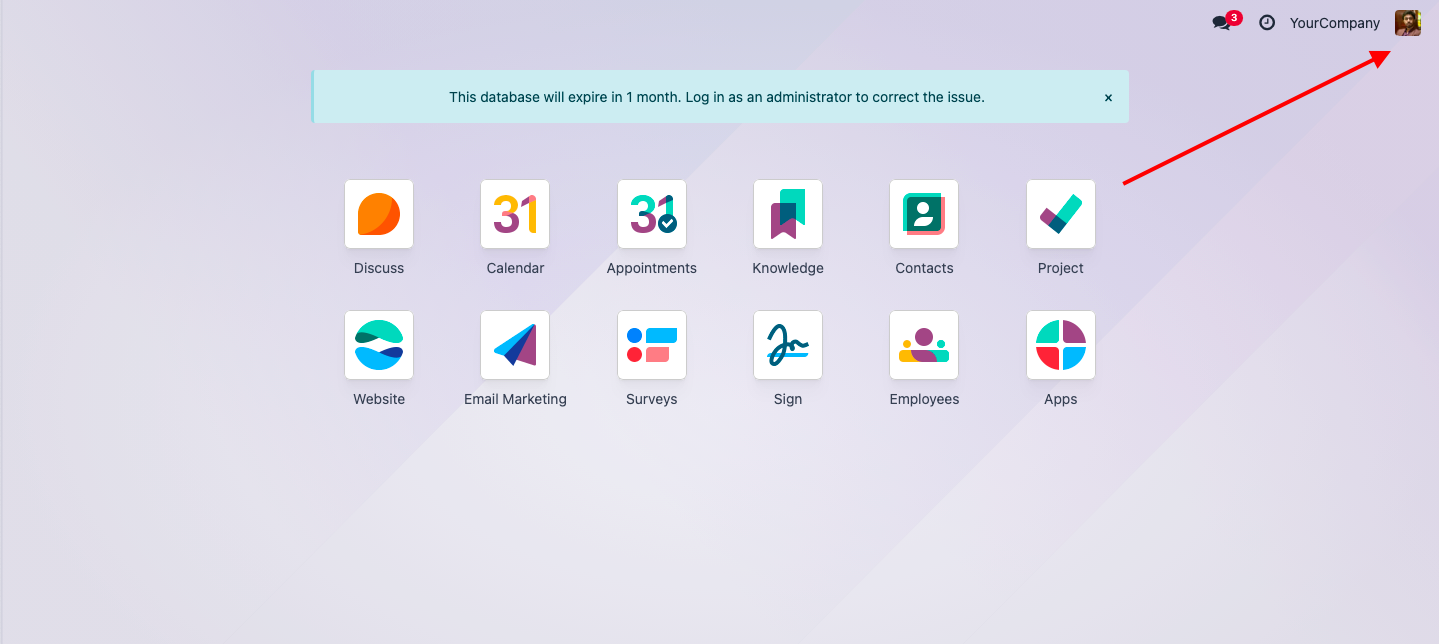 3
YourCompany
This database will expire in 1 month. Log in as an administrator to correct the issue.
×
31
31
Discuss
Calendar
Appointments
Knowledge
Contacts
Project
Website
Email Marketing
Surveys
Sign
Employees
Apps